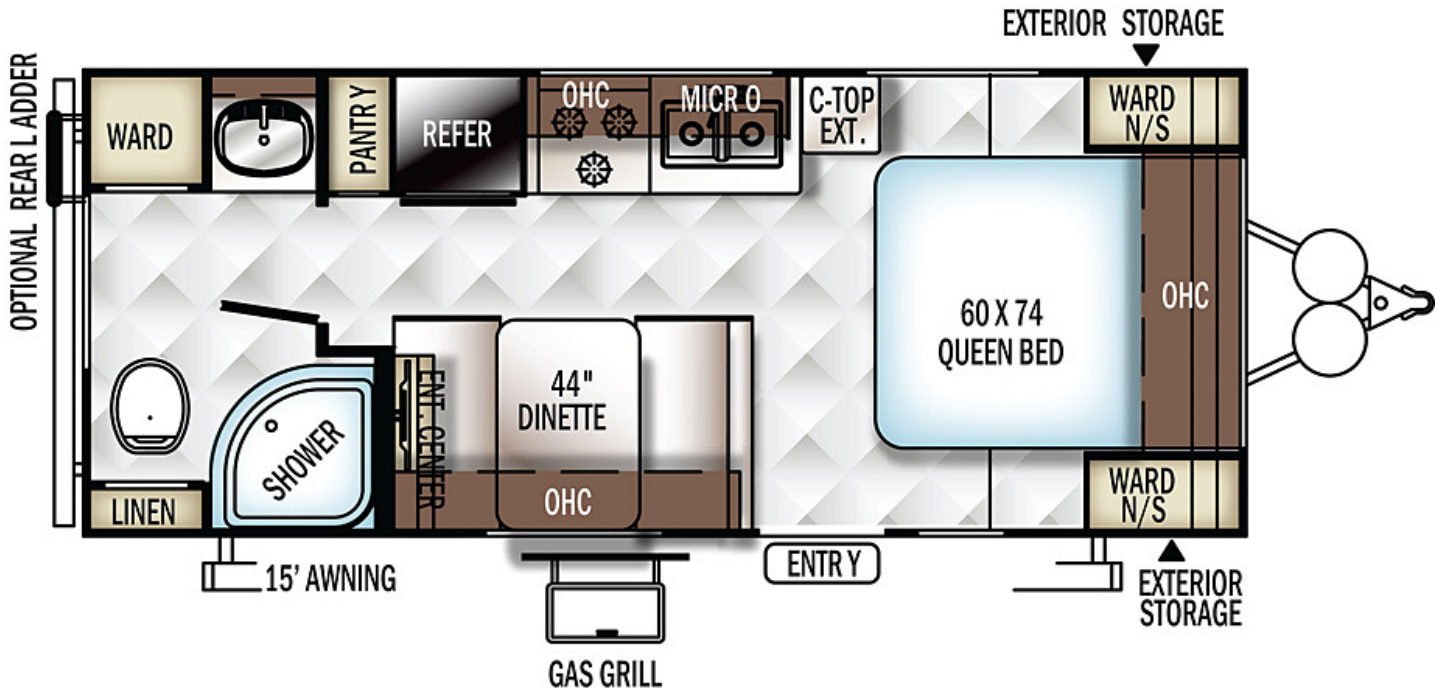 EXTERIOR STORAGE
OPTIONAL REAR LADDER
WARD
PANTRY
REFER
OHC
MICRO
C-TOP
EXT.
WARD
N/S
60 X 74
QUEEN BED
OHC
44"
DINETTE
ENT. CENTER
SHOWER
OHC
LINEN
WARD
N/S
15' AWNING
ENTRY
EXTERIOR
STORAGE
GAS GRILL